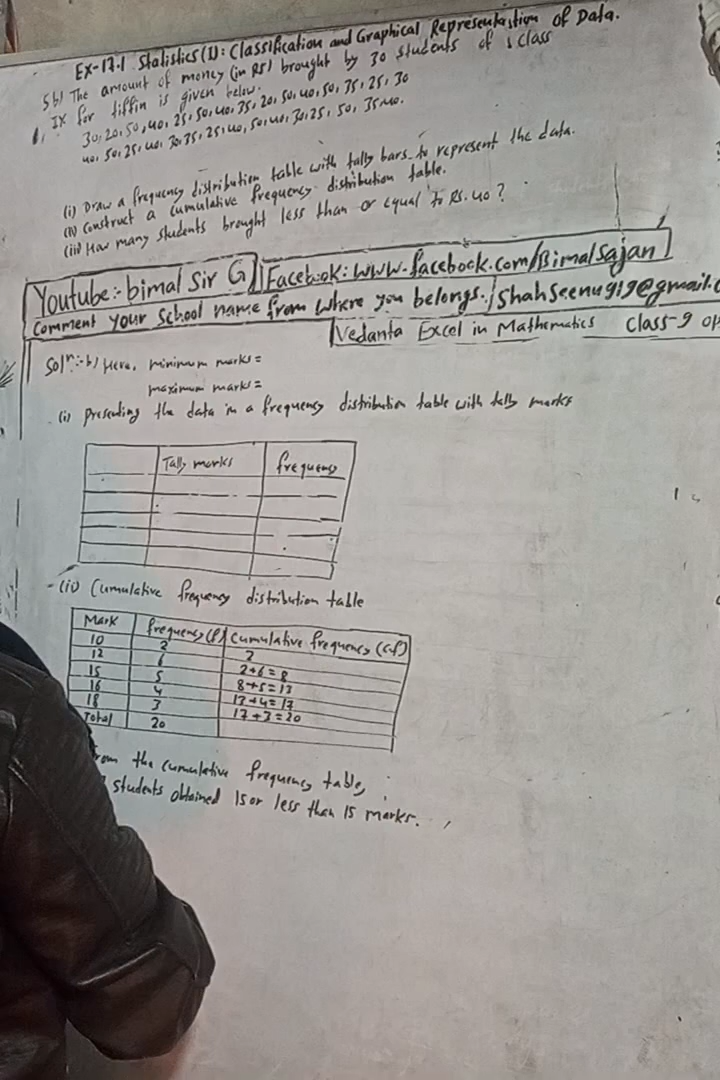 Ex-17.1 Statistics (I): Classification and Graphical Representation of Data.
5 b) The amount of money (in RS) brought by 30 students of
class
IX for tiffin is given below.
30, 20, 50, 40, 25, 50, 40, 35, 20, 50, 40, 50, 35, 25, 30
40, 50, 25, 40, 30, 35, 25, 40, 50, 40, 30, 25, 50, 35, 40.
(i) Draw a frequency distribution table with tally bars to represent the data.
(ii) Construct a cumulative frequency distribution table.
(iii) How many students brought less than or equal to Rs. 40?
Youtube:- bimal Sir G
Facebook: www.facebook.com/BimalSajan
Comment your School name from where you belongs.
shahseenu919@gmail.c
Vedanta Excel in Mathematics Class-9 op
Solⁿ:- b) Here, minimum marks =
maximum marks =
(i) presenting the data in a frequency distribution table with tally marks
Tally marks frequency
(ii) Cumulative frequency distribution table
Mark frequency (f) Cumulative frequency (cf)
10 2 2
12 6 2+6=8
15 5 8+5=13
16 4 13+4=17
18 3 17+3=20
Total 20
rom the cumulative frequency table,
students obtained 15 or less than 15 marks.